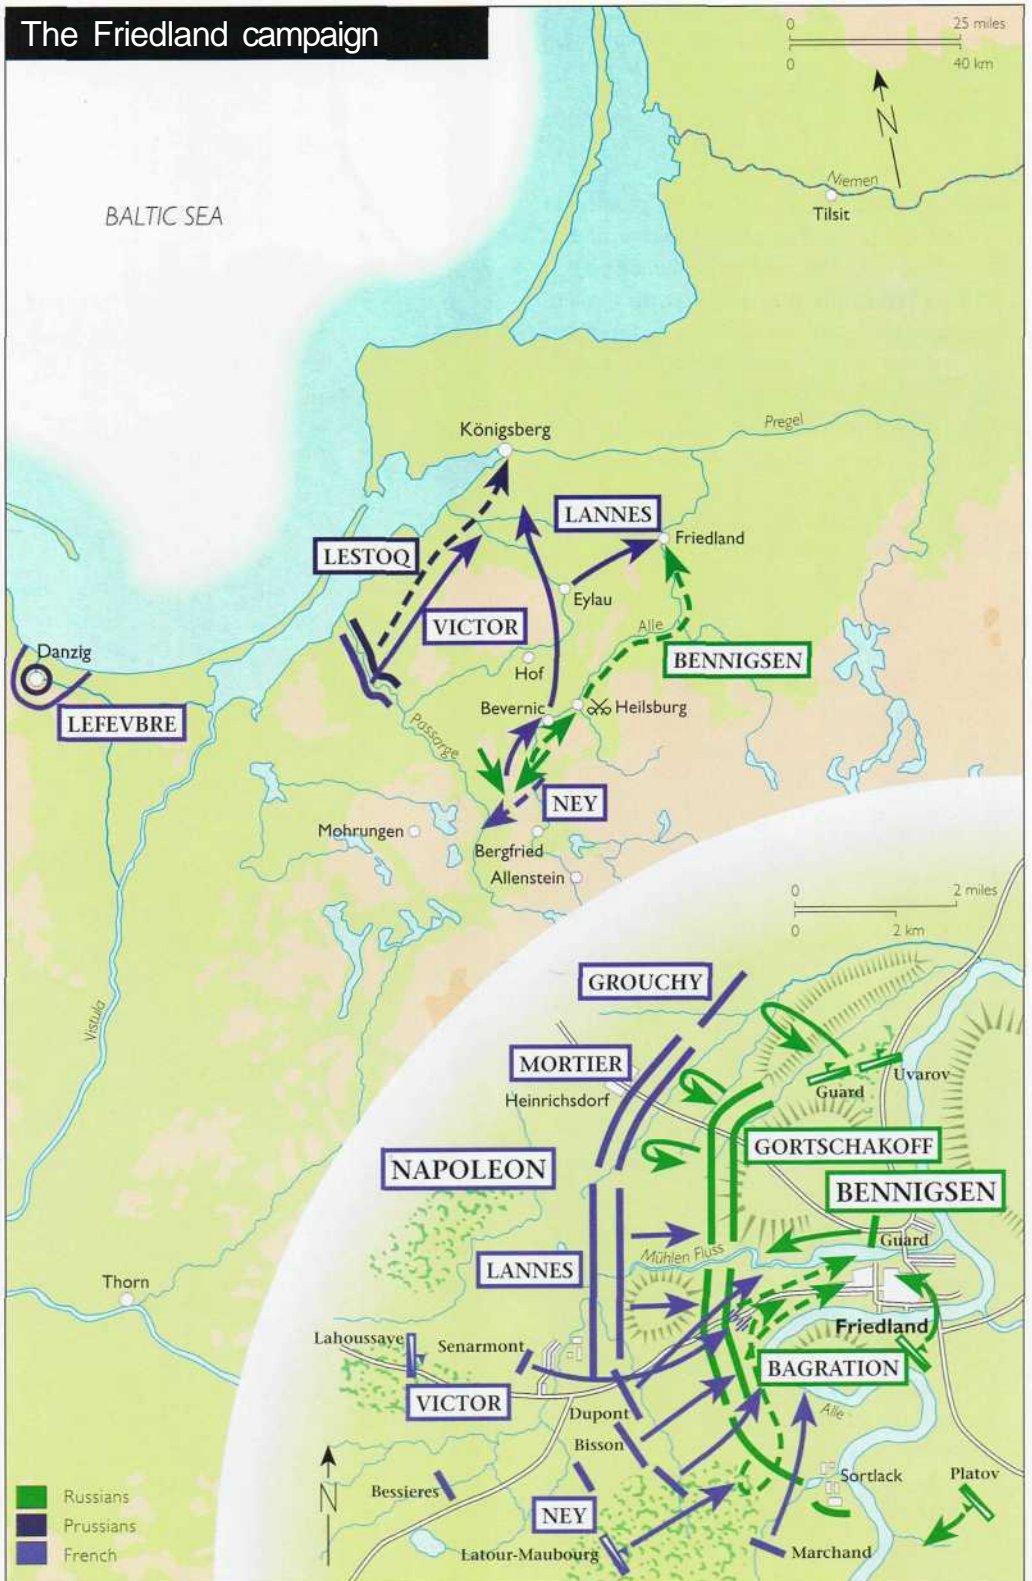 The Friedland campaign
0 25 miles
0 40 km
N
BALTIC SEA
Niemen
Tilsit
Königsberg
Pregel
LANNES
Friedland
LESTOQ
Eylau
VICTOR
Alle
BENNIGSEN
Danzig
Hof
LEFEVBRE
Bevernic
Heilsburg
Passarge
NEY
Mohrungen
Bergfried
Allenstein
0 2 miles
0 2 km
Vistula
GROUCHY
MORTIER
Uvarov
Guard
Heinrichsdorf
GORTSCHAKOFF
NAPOLEON
BENNIGSEN
Guard
Mühlen Fluss
LANNES
Thorn
Friedland
Lahoussaye
Senarmont
BAGRATION
VICTOR
Dupont
Alle
Bisson
Sortlack
Platov
Bessieres
N
NEY
Latour-Maubourg
Marchand
Russians
Prussians
French